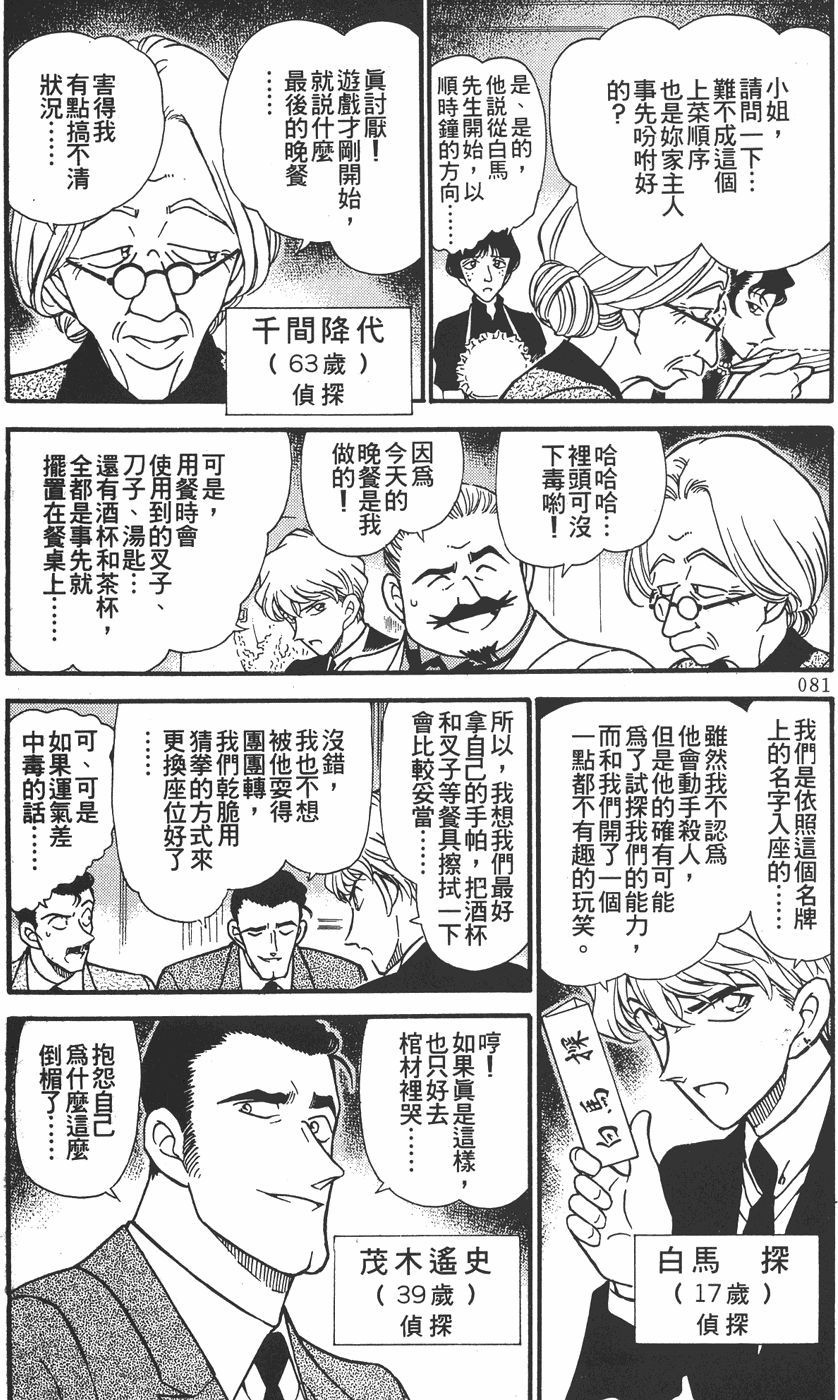 小姐，
請問一下…
難不成這個
上菜順序
也是妳家主人
事先吩咐好
的？
是、是的，
他説從白馬
先生開始，以
順時鐘的方向……
眞討厭！
遊戲才剛開始，
就説什麼
最後的晚餐
……
害得我
有點搞不清
狀況……
千間降代
（63歲）
偵探
哈哈哈…
裡頭可沒
下毒喲！
因爲
今天的
晚餐是我
做的！
可是，
用餐時會
使用到的叉子、
刀子、湯匙…
還有酒杯和茶杯，
全都是事先就
擺置在餐桌上……
081
我們是依照這個名牌
上的名字入座的……
雖然我不認爲
他會動手殺人，
但是他的確有可能
爲了試探我們的能力，
而和我們開了一個
一點都不有趣的玩笑。
白馬探
白馬 探
（17歲）
偵探
所以，我想我們最好
拿自己的手帕，把酒杯
和叉子等餐具擦拭一下
會比較妥當……
沒錯，
我也不想
被他耍得
團團轉，
我們乾脆用
猜拳的方式來
更換座位好了
……
可、可是
如果運氣差
中毒的話……
哼！
如果眞是這樣，
也只好去
棺材裡哭……
抱怨自己
爲什麼這麼
倒楣了……
茂木遙史
（39歲）
偵探